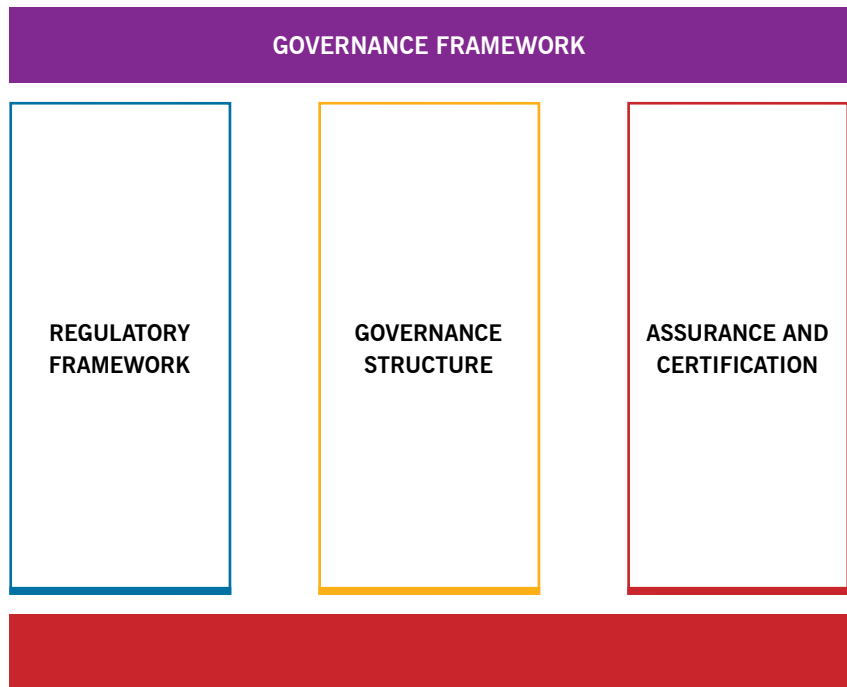 GOVERNANCE FRAMEWORK
REGULATORY
FRAMEWORK
GOVERNANCE
STRUCTURE
ASSURANCE AND
CERTIFICATION